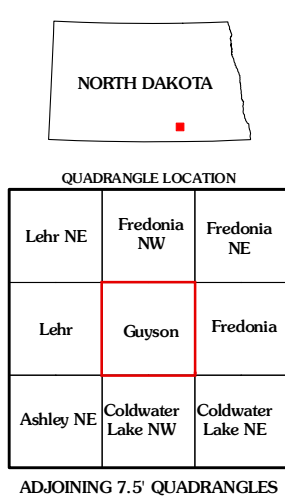 NORTH DAKOTA
QUADRANGLE LOCATION
Lehr NE
Fredonia
NW
Fredonia
NE
Lehr
Guyson
Fredonia
Ashley NE
Coldwater
Lake NW
Coldwater
Lake NE
ADJOINING 7.5' QUADRANGLES